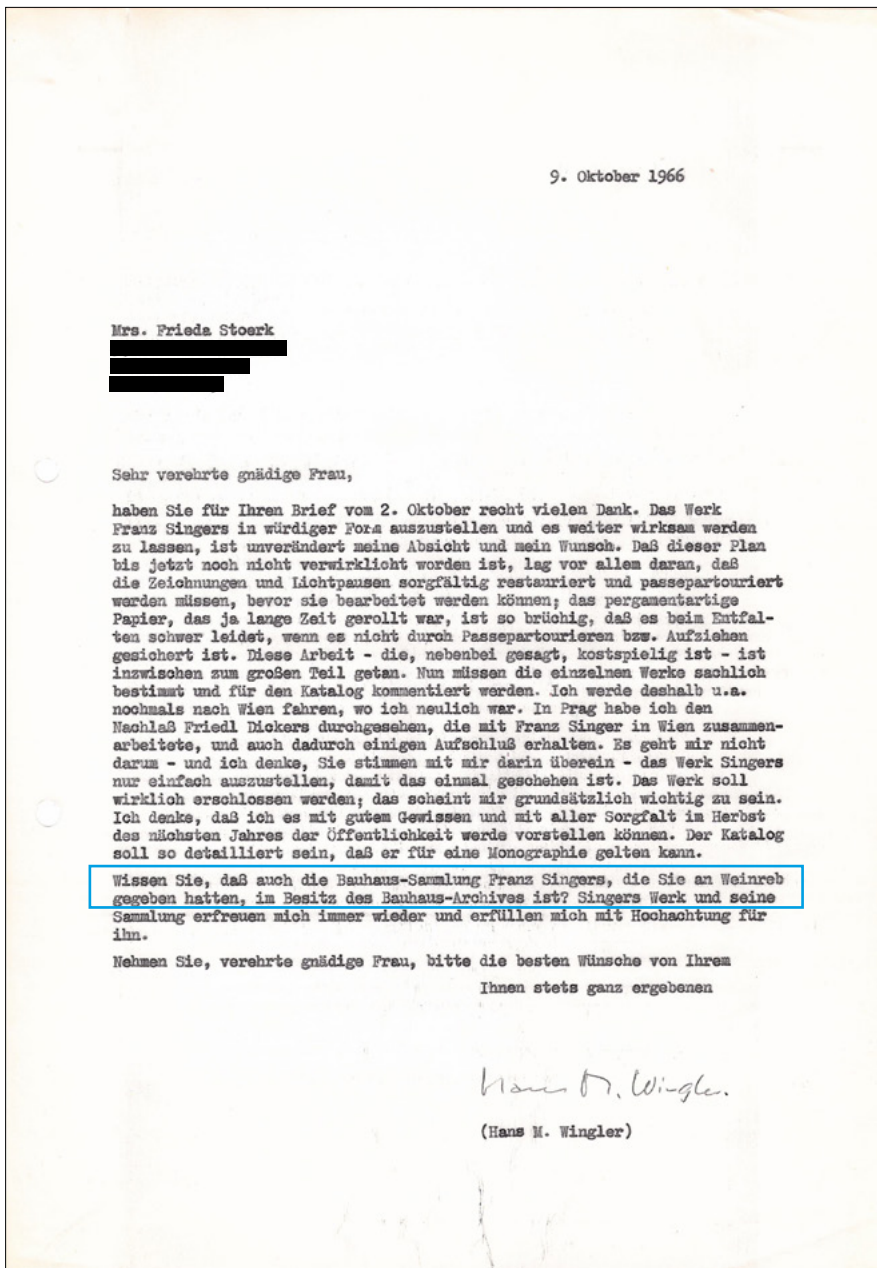 9. Oktober 1966
Mrs. Frieda Stoerk
Sehr verehrte gnädige Frau,
haben Sie für Ihren Brief vom 2. Oktober recht vielen Dank. Das Werk
Franz Singers in würdiger Form auszustellen und es weiter wirksam werden
zu lassen, ist unverändert meine Absicht und mein Wunsch. Daß dieser Plan
bis jetzt noch nicht verwirklicht worden ist, lag vor allem daran, daß
die Zeichnungen und Lichtpausen sorgfältig restauriert und passepartouriert
werden müssen, bevor sie bearbeitet werden können; das pergamentartige
Papier, das ja lange Zeit gerollt war, ist so brüchig, daß es beim Entfal-
ten schwer leidet, wenn es nicht durch Passepartourieren bzw. Aufziehen
gesichert ist. Diese Arbeit - die, nebenbei gesagt, kostspielig ist - ist
inzwischen zum großen Teil getan. Nun müssen die einzelnen Werke sachlich
bestimmt und für den Katalog kommentiert werden. Ich werde deshalb u.a.
nochmals nach Wien fahren, wo ich neulich war. In Prag habe ich den
Nachlaß Friedl Dickers durchgesehen, die mit Franz Singer in Wien zusammen-
arbeitete, und auch dadurch einigen Aufschluß erhalten. Es geht mir nicht
darum - und ich denke, Sie stimmen mit mir darin überein - das Werk Singers
nur einfach auszustellen, damit das einmal geschehen ist. Das Werk soll
wirklich erschlossen werden; das scheint mir grundsätzlich wichtig zu sein.
Ich denke, daß ich es mit gutem Gewissen und mit aller Sorgfalt im Herbst
des nächsten Jahres der Öffentlichkeit werde vorstellen können. Der Katalog
soll so detailliert sein, daß er für eine Monographie gelten kann.
Wissen Sie, daß auch die Bauhaus-Sammlung Franz Singers, die Sie an Weinreb
gegeben hatten, im Besitz des Bauhaus-Archives ist? Singers Werk und seine
Sammlung erfreuen mich immer wieder und erfüllen mich mit Hochachtung für
ihn.
Nehmen Sie, verehrte gnädige Frau, bitte die besten Wünsche von Ihrem
Ihnen stets ganz ergebenen
Hans M. Wingler.
(Hans M. Wingler)